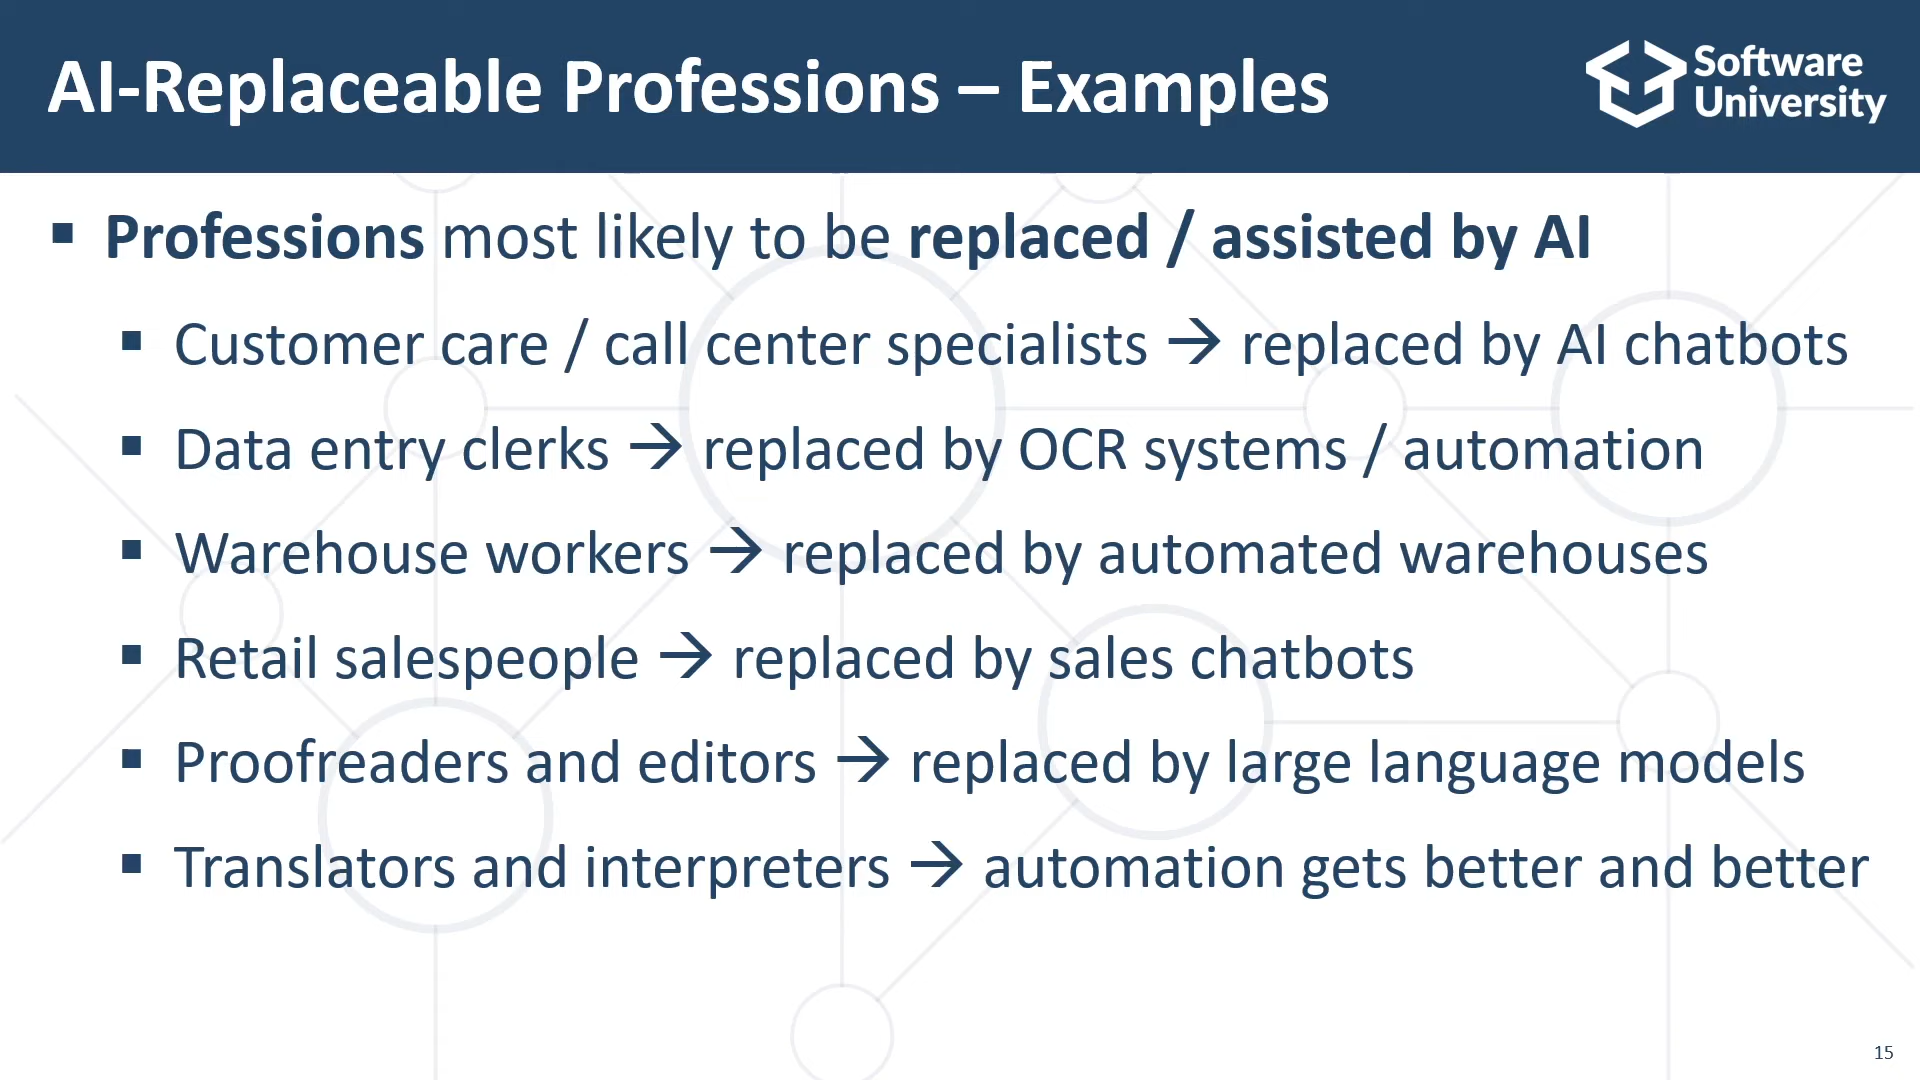 AI-Replaceable Professions – Examples
Software
University
▪ Professions most likely to be replaced / assisted by AI
▪ Customer care / call center specialists → replaced by AI chatbots
▪ Data entry clerks → replaced by OCR systems / automation
▪ Warehouse workers → replaced by automated warehouses
▪ Retail salespeople → replaced by sales chatbots
▪ Proofreaders and editors → replaced by large language models
▪ Translators and interpreters → automation gets better and better
15